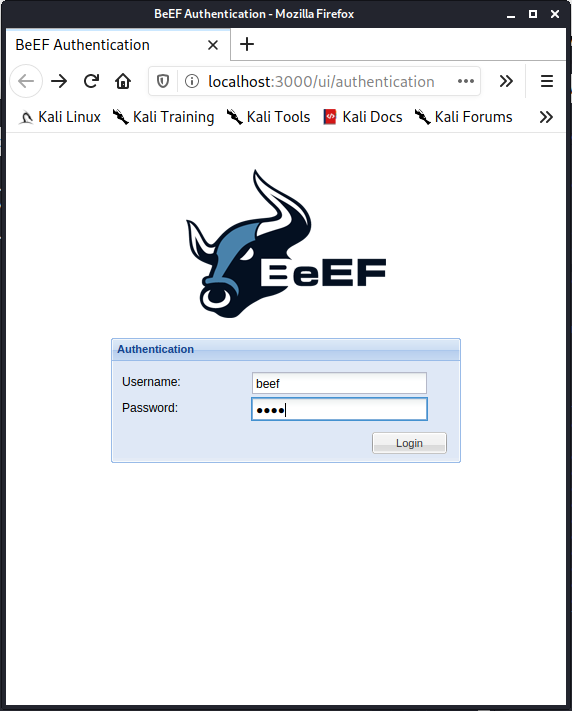 BeEF Authentication - Mozilla Firefox
BeEF Authentication
localhost:3000/ui/authentication
Kali Linux Kali Training Kali Tools Kali Docs Kali Forums
BeEF
Authentication
Username: beef
Password: ●●●●
Login